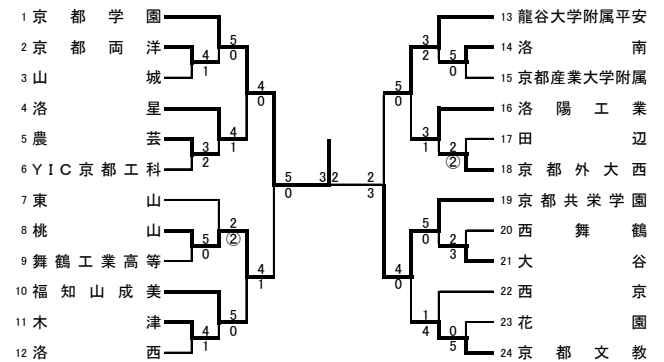 1 京都学園
2 京都両洋
3 山城
4 洛星
5 農芸
6 YIC京都工科
7 東山
8 桃山
9 舞鶴工業高等
10 福知山成美
11 木津
12 洛西
4
1
3
2
5
0
4
1
5
0
4
1
2
②
5
0
4
0
4
1
5
0
3 2
2
3
5
0
4
0
3
2
3
1
5
0
1
4
5
0
2
②
2
3
0
5
13 龍谷大学附属平安
14 洛南
15 京都産業大学附属
16 洛陽工業
17 田辺
18 京都外大西
19 京都共栄学園
20 西舞鶴
21 大谷
22 西京
23 花園
24 京都文教